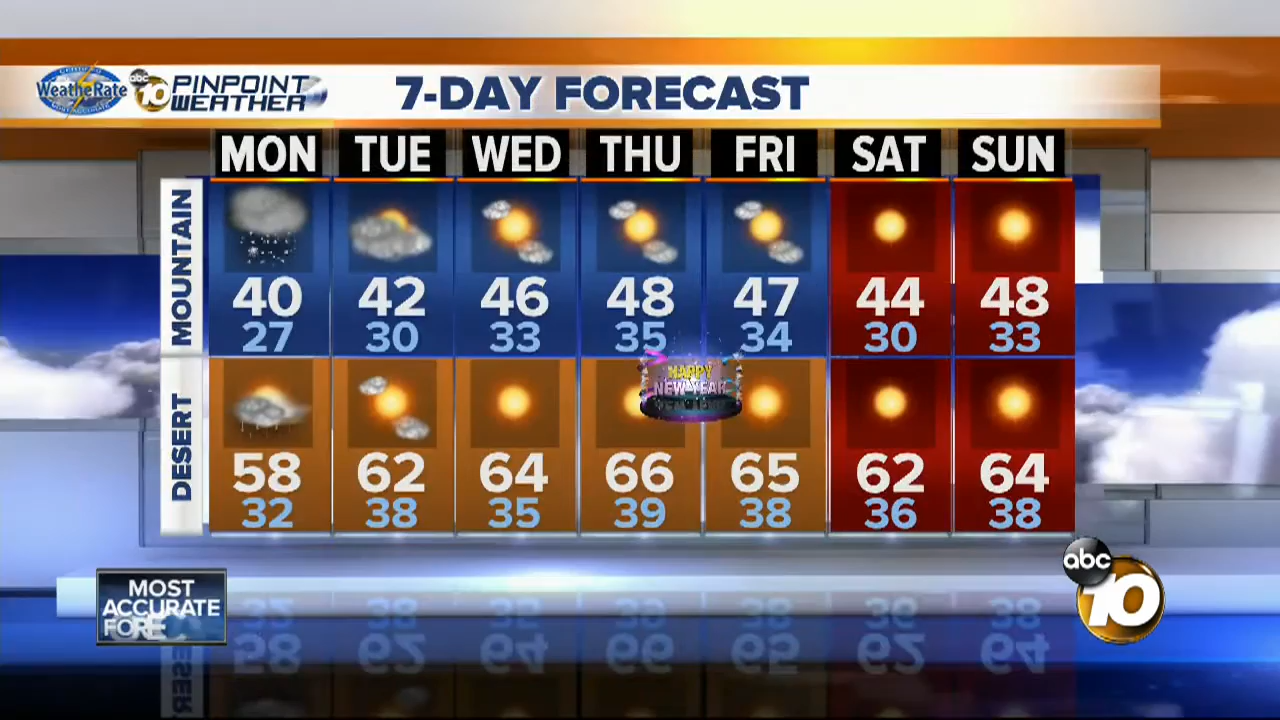 WeatheRate
abc
10
PINPOINT
WEATHER
7-DAY FORECAST
MON TUE WED THU FRI SAT SUN
MOUNTAIN
40 42 46 48 47 44 48
27 30 33 35 34 30 33
HAPPY
NEW YEAR
DESERT
58 62 64 66 65 62 64
32 38 35 39 38 36 38
MOST
ACCURATE
FOREC
abc
10